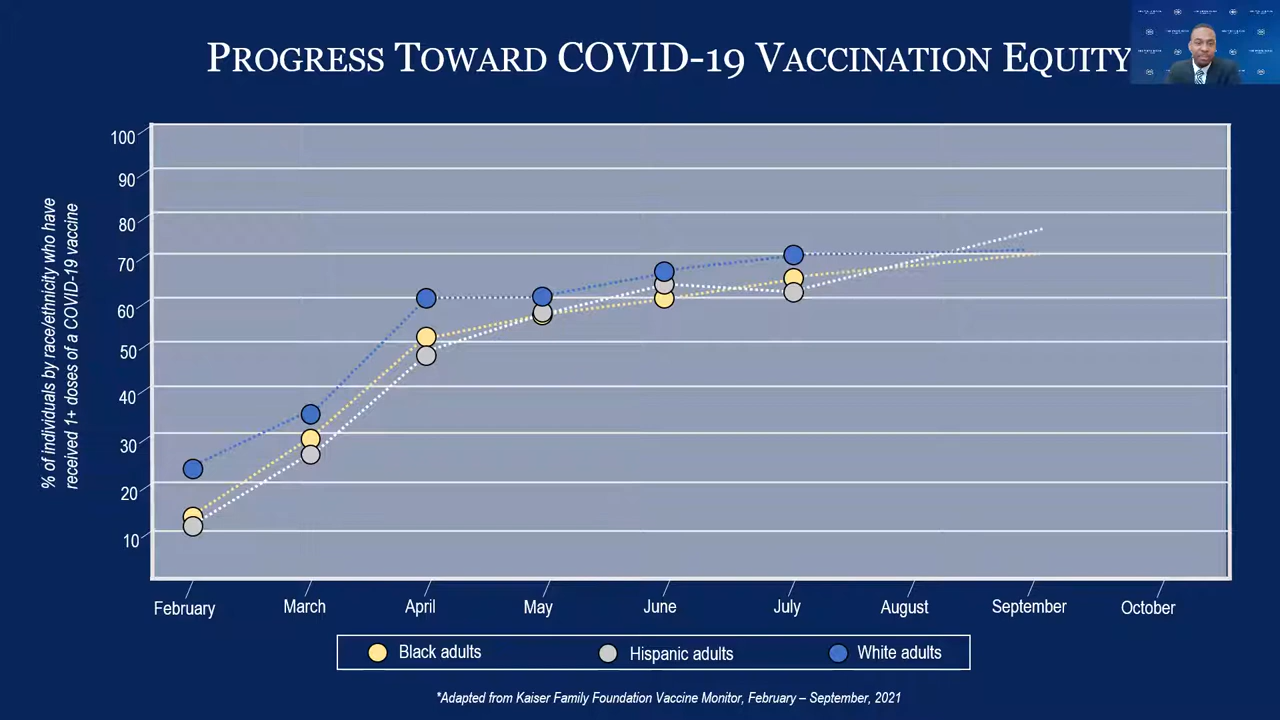 PROGRESS TOWARD COVID-19 VACCINATION EQUITY
% of individuals by race/ethnicity who have
received 1+ doses of a COVID-19 vaccine
100
90
80
70
60
50
40
30
20
10
February March April May June July August September October
Black adults Hispanic adults White adults
*Adapted from Kaiser Family Foundation Vaccine Monitor, February – September, 2021